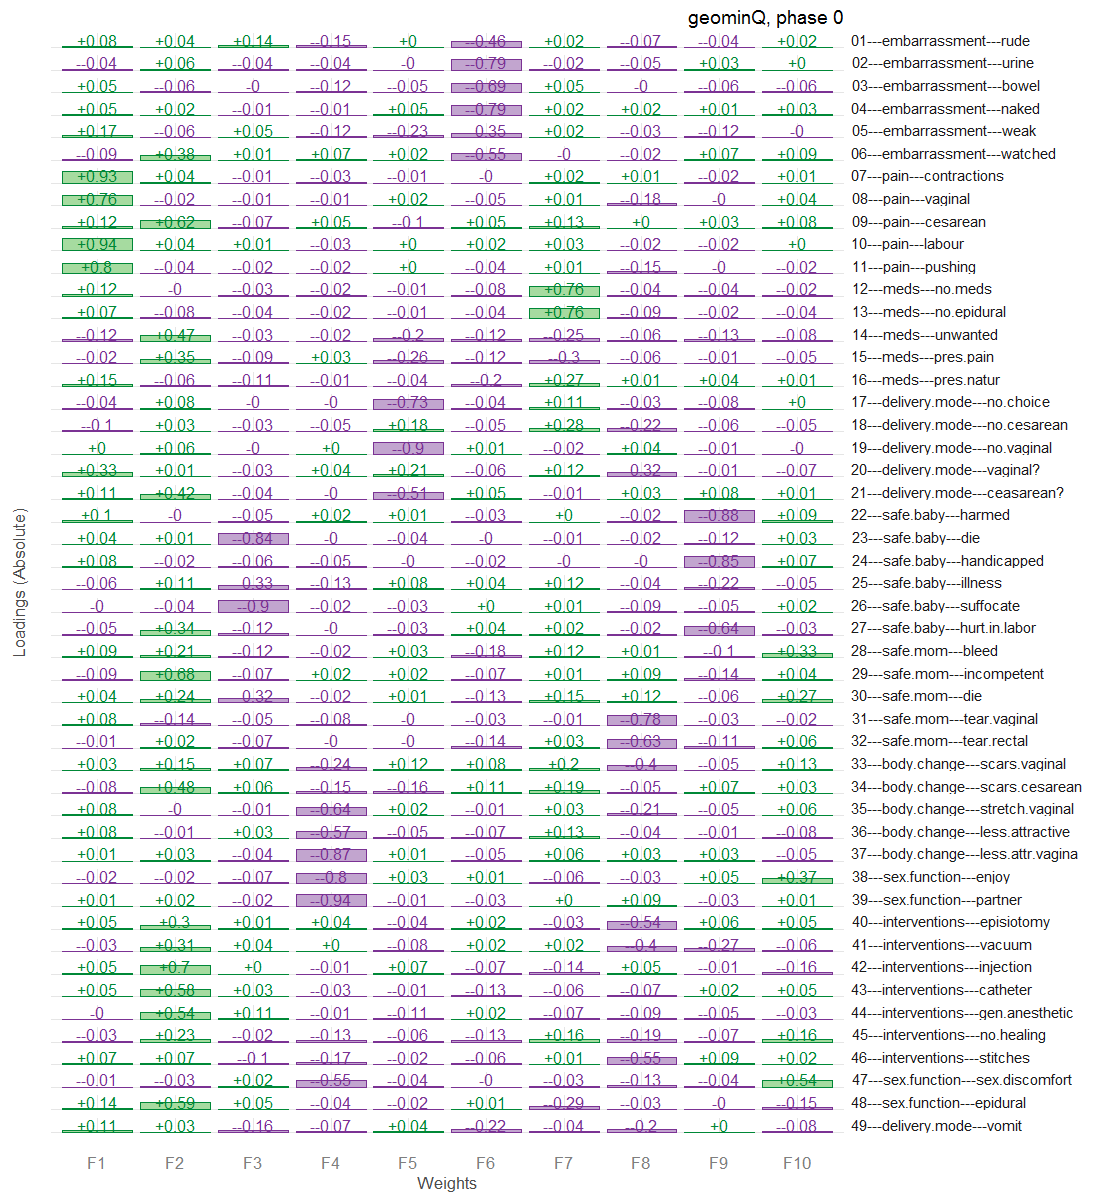 geominQ, phase 0
+0.08 +0.04 +0.14 --0.15 +0 --0.46 +0.02 --0.07 --0.04 +0.02 01---embarrassment---rude
--0.04 +0.06 --0.04 --0.04 -0 --0.79 --0.02 --0.05 +0.03 +0 02---embarrassment---urine
+0.05 --0.06 -0 --0.12 --0.05 --0.69 +0.05 -0 --0.06 --0.06 03---embarrassment---bowel
+0.05 +0.02 --0.01 --0.01 +0.05 --0.79 +0.02 +0.02 +0.01 +0.03 04---embarrassment---naked
+0.17 --0.06 +0.05 --0.12 --0.23 --0.35 +0.02 --0.03 --0.12 -0 05---embarrassment---weak
--0.09 +0.38 +0.01 +0.07 +0.02 --0.55 -0 --0.02 +0.07 +0.09 06---embarrassment---watched
+0.93 +0.04 --0.01 --0.03 --0.01 -0 +0.02 +0.01 --0.02 +0.01 07---pain---contractions
+0.76 --0.02 --0.01 --0.01 +0.02 --0.05 +0.01 --0.18 -0 +0.04 08---pain---vaginal
+0.12 +0.62 --0.07 +0.05 --0.1 +0.05 +0.13 +0 +0.03 +0.08 09---pain---cesarean
+0.94 +0.04 +0.01 --0.03 +0 +0.02 +0.03 --0.02 --0.02 +0 10---pain---labour
+0.8 --0.04 --0.02 --0.02 +0 --0.04 +0.01 --0.15 -0 --0.02 11---pain---pushing
+0.12 -0 --0.03 --0.02 --0.01 --0.08 +0.76 --0.04 --0.04 --0.02 12---meds---no.meds
+0.07 --0.08 --0.04 --0.02 --0.01 --0.04 +0.76 --0.09 --0.02 --0.04 13---meds---no.epidural
--0.12 +0.47 --0.03 --0.02 --0.2 --0.12 --0.25 --0.06 --0.13 --0.08 14---meds---unwanted
--0.02 +0.35 --0.09 +0.03 --0.26 --0.12 --0.3 --0.06 --0.01 --0.05 15---meds---pres.pain
+0.15 --0.06 --0.11 --0.01 --0.04 --0.2 +0.27 +0.01 +0.04 +0.01 16---meds---pres.natur
--0.04 +0.08 -0 -0 --0.73 --0.04 +0.11 --0.03 --0.08 +0 17---delivery.mode---no.choice
--0.1 +0.03 --0.03 --0.05 +0.18 --0.05 +0.28 --0.22 --0.06 --0.05 18---delivery.mode---no.cesarean
+0 +0.06 -0 +0 --0.9 +0.01 --0.02 +0.04 --0.01 -0 19---delivery.mode---no.vaginal
+0.33 +0.01 --0.03 +0.04 +0.21 --0.06 +0.12 --0.32 --0.01 --0.07 20---delivery.mode---vaginal?
+0.11 +0.42 --0.04 -0 --0.51 +0.05 --0.01 +0.03 +0.08 +0.01 21---delivery.mode---ceasarean?
+0.1 -0 --0.05 +0.02 +0.01 --0.03 +0 --0.02 --0.88 +0.09 22---safe.baby---harmed
+0.04 +0.01 --0.84 -0 --0.04 -0 --0.01 --0.02 --0.12 +0.03 23---safe.baby---die
+0.08 --0.02 --0.06 --0.05 -0 --0.02 -0 -0 --0.85 +0.07 24---safe.baby---handicapped
--0.06 +0.11 --0.33 --0.13 +0.08 +0.04 +0.12 --0.04 --0.22 --0.05 25---safe.baby---illness
-0 --0.04 --0.9 --0.02 --0.03 +0 +0.01 --0.09 --0.05 +0.02 26---safe.baby---suffocate
--0.05 +0.34 --0.12 -0 --0.03 +0.04 +0.02 --0.02 --0.64 --0.03 27---safe.baby---hurt.in.labor
+0.09 +0.21 --0.12 --0.02 +0.03 --0.18 +0.12 +0.01 --0.1 +0.33 28---safe.mom---bleed
--0.09 +0.68 --0.07 +0.02 +0.02 --0.02 +0.01 +0.09 --0.14 +0.04 29---safe.mom---incompetent
+0.04 +0.24 --0.32 --0.02 +0.01 --0.13 +0.15 +0.12 --0.06 +0.27 30---safe.mom---die
+0.08 --0.14 --0.05 --0.08 -0 --0.03 --0.01 --0.78 --0.03 --0.02 31---safe.mom---tear.vaginal
--0.01 +0.02 --0.07 -0 -0 --0.14 +0.03 --0.63 --0.11 +0.06 32---safe.mom---tear.rectal
+0.03 +0.15 +0.07 --0.24 +0.12 +0.08 +0.2 --0.4 --0.05 +0.13 33---body.change---scars.vaginal
--0.08 +0.48 +0.06 --0.15 --0.16 +0.11 +0.19 --0.05 +0.07 +0.03 34---body.change---scars.cesarean
+0.08 -0 --0.01 --0.64 +0.02 --0.01 +0.03 --0.21 --0.05 +0.06 35---body.change---stretch.vaginal
+0.08 --0.01 +0.03 --0.57 --0.05 --0.07 +0.13 --0.04 --0.01 --0.08 36---body.change---less.attractive
+0.01 +0.03 --0.04 --0.87 +0.01 --0.05 +0.06 +0.03 +0.03 --0.05 37---body.change---less.attr.vagina
--0.02 --0.02 --0.07 --0.8 +0.03 +0.01 --0.06 --0.03 +0.05 +0.37 38---sex.function---enjoy
+0.01 +0.02 --0.02 --0.94 --0.01 --0.03 +0 +0.09 --0.03 +0.01 39---sex.function---partner
+0.05 +0.3 +0.01 +0.04 --0.04 +0.02 --0.03 --0.54 +0.06 +0.05 40---interventions---episiotomy
--0.03 +0.31 +0.04 +0 --0.08 +0.02 +0.02 --0.4 --0.27 --0.06 41---interventions---vacuum
+0.05 +0.7 +0 --0.01 +0.07 --0.07 --0.14 +0.05 --0.01 --0.16 42---interventions---injection
+0.05 +0.58 +0.03 --0.03 --0.01 --0.13 --0.06 --0.07 +0.02 +0.05 43---interventions---catheter
-0 +0.54 +0.11 --0.01 --0.11 +0.02 --0.07 --0.09 --0.05 --0.03 44---interventions---gen.anesthetic
--0.03 +0.23 --0.02 --0.13 --0.06 --0.13 +0.16 --0.19 --0.07 +0.16 45---interventions---no.healing
+0.07 +0.07 --0.1 --0.17 --0.02 --0.06 +0.01 --0.55 +0.09 +0.02 46---interventions---stitches
--0.01 --0.03 +0.02 --0.55 --0.04 -0 --0.01 --0.13 --0.04 +0.54 47---sex.function---sex.discomfort
+0.14 +0.59 +0.05 --0.04 --0.02 +0.01 --0.29 --0.03 -0 --0.15 48---sex.function---epidural
+0.11 +0.03 --0.16 --0.07 +0.04 --0.22 --0.04 --0.2 +0 --0.08 49---delivery.mode---vomit
F1 F2 F3 F4 F5 F6 F7 F8 F9 F10
Weights
Loadings (Absolute)